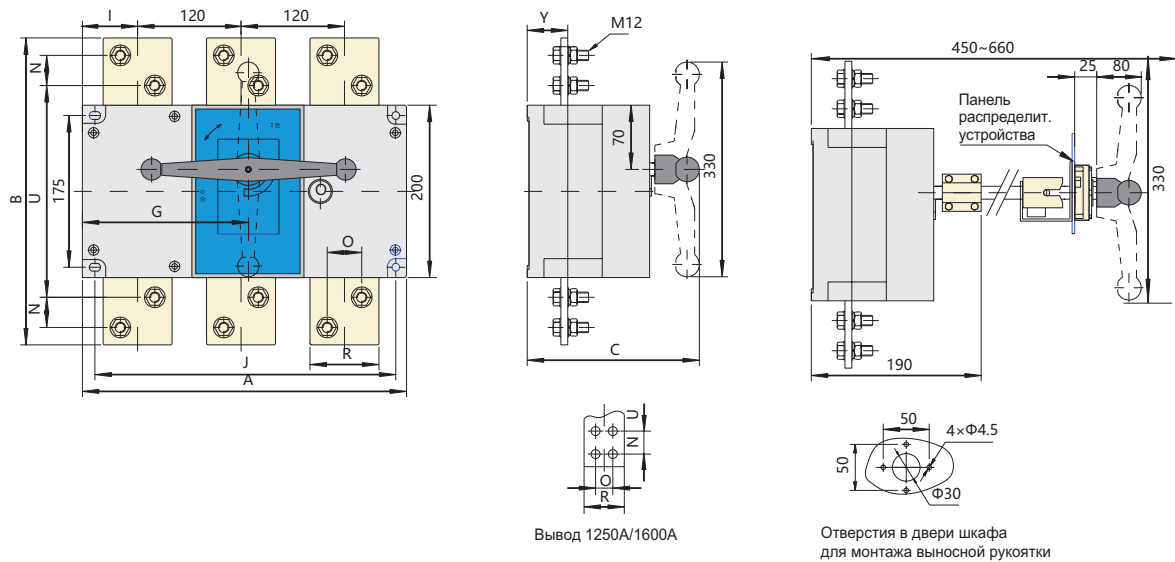 I
120
120
N
B
U
175
G
O
200
N
J
R
A
Y
M12
70
330
C
450~660
25
80
Панель
распределит.
устройства
330
190
U
N
O
R
Вывод 1250A/1600A
50
4×Φ4.5
50
Φ30
Отверстия в двери шкафа
для монтажа выносной рукоятки